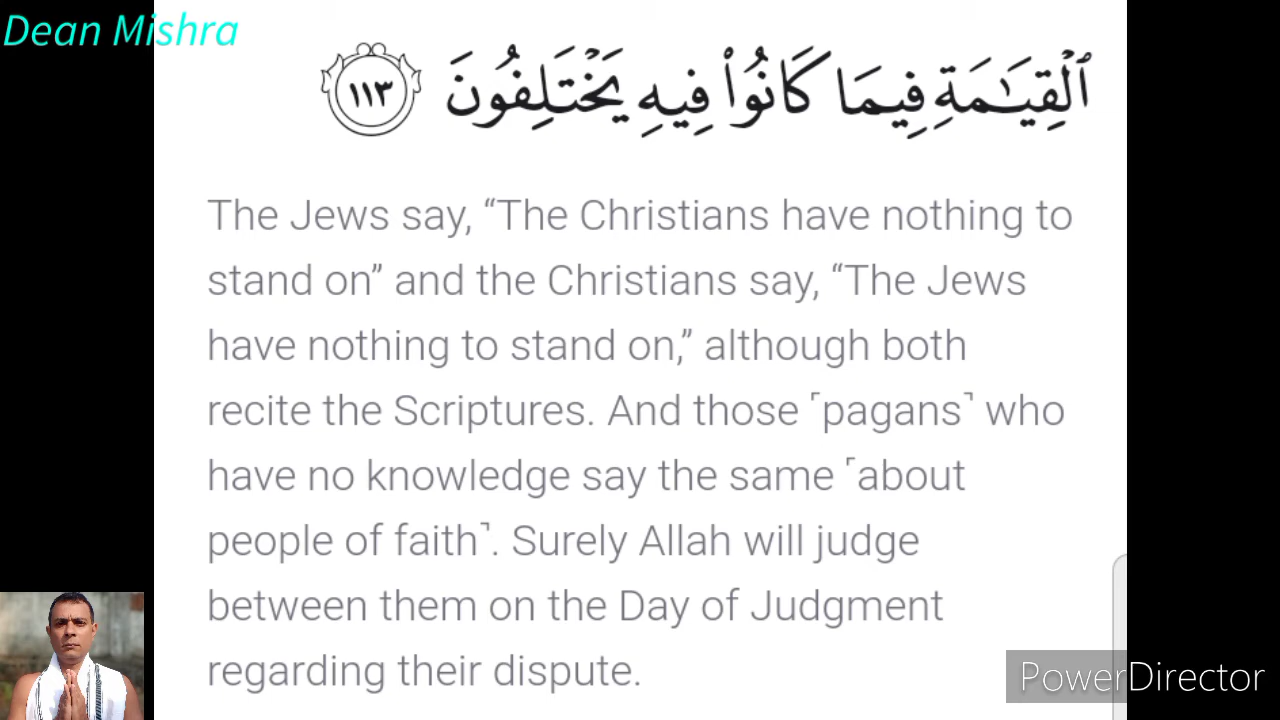 Dean Mishra
ٱلْقِيَـٰمَةِ فِيمَا كَانُوا۟ فِيهِ يَخْتَلِفُونَ ١١٣
The Jews say, “The Christians have nothing to
stand on” and the Christians say, “The Jews
have nothing to stand on,” although both
recite the Scriptures. And those ˹pagans˺ who
have no knowledge say the same ˹about
people of faith˺. Surely Allah will judge
between them on the Day of Judgment
regarding their dispute.
PowerDirector